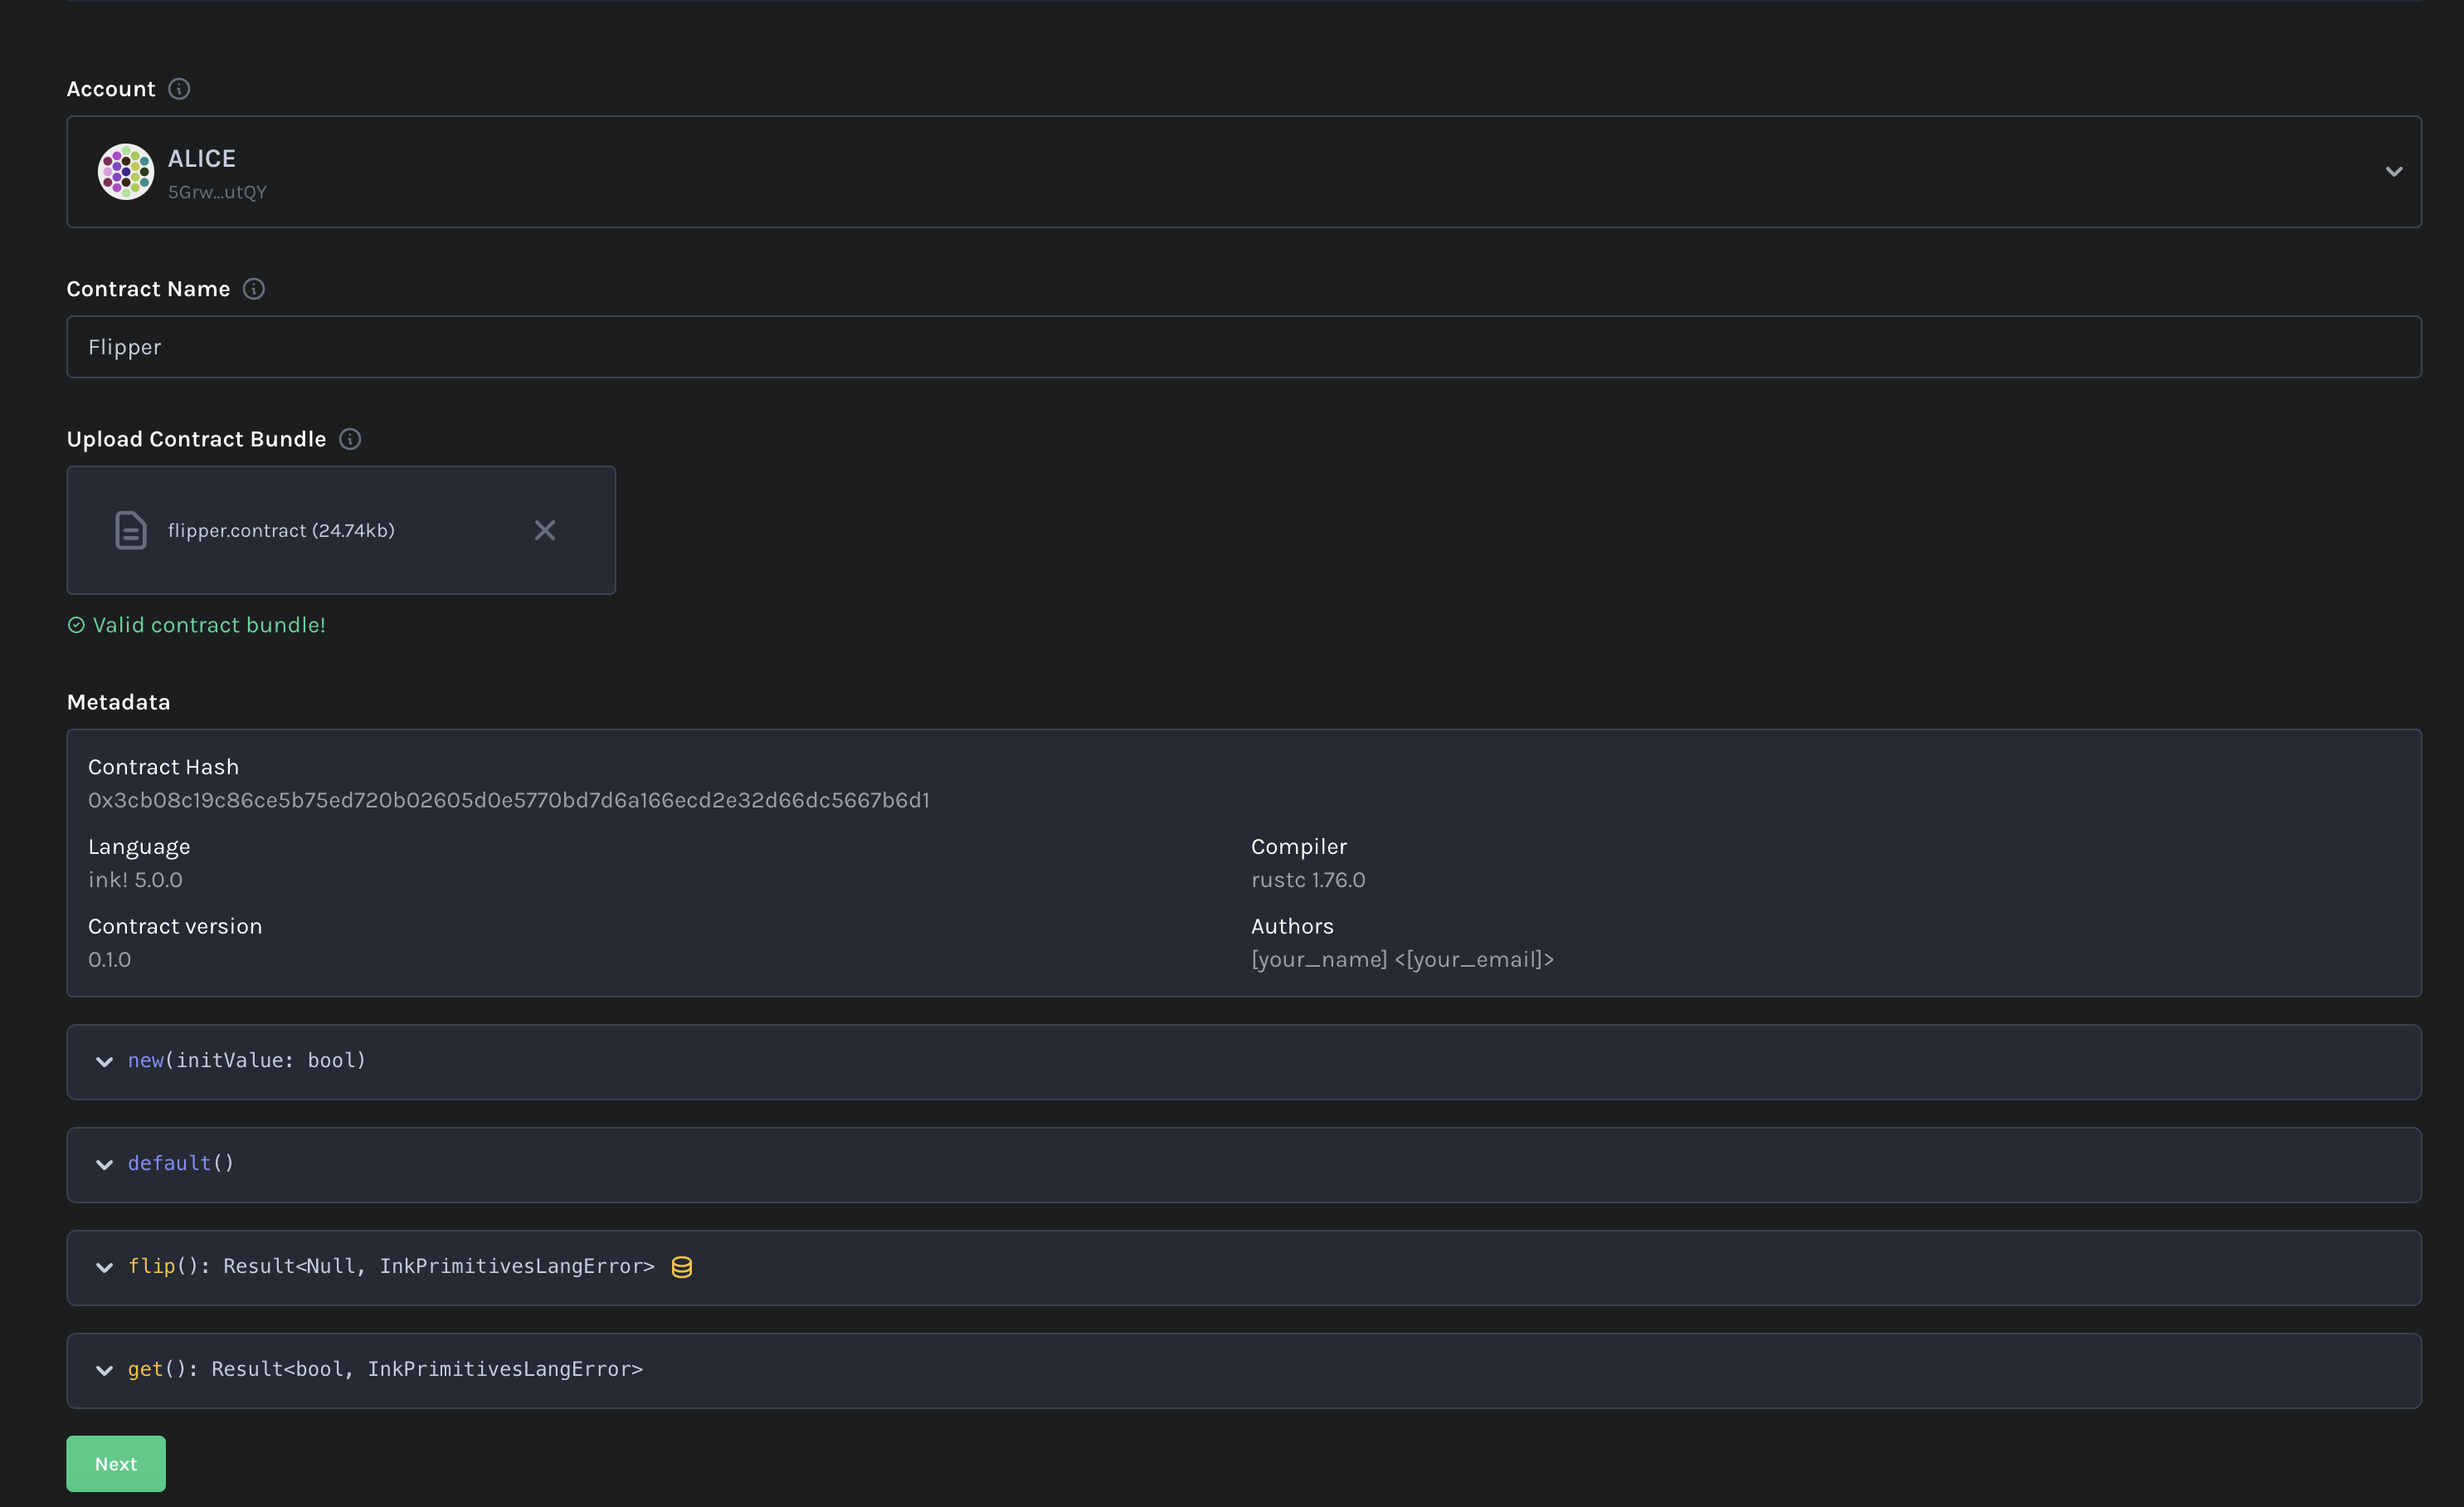 Account
ALICE
5Grw...utQY
Contract Name
Flipper
Upload Contract Bundle
flipper.contract (24.74kb)
Valid contract bundle!
Metadata
Contract Hash
0x3cb08c19c86ce5b75ed720b02605d0e5770bd7d6a166ecd2e32d66dc5667b6d1
Language
Compiler
ink! 5.0.0
rustc 1.76.0
Contract version
Authors
0.1.0
[your_name] <[your_email]>
new(initValue: bool)
default()
flip(): Result<Null, InkPrimitivesLangError>
get(): Result<bool, InkPrimitivesLangError>
Next